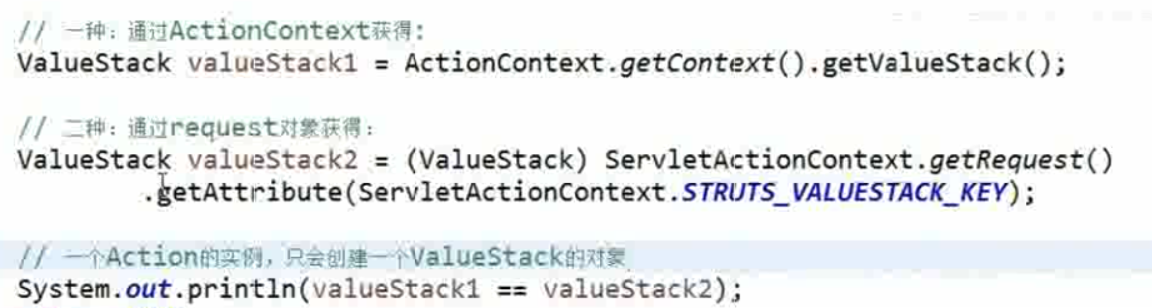 // 一种：通过ActionContext获得:
ValueStack valueStack1 = ActionContext.getContext().getValueStack();
// 二种：通过request对象获得：
ValueStack valueStack2 = (ValueStack) ServletActionContext.getRequest()
.getAttribute(ServletActionContext.STRUTS_VALUESTACK_KEY);
// 一个Action的实例，只会创建一个ValueStack的对象
System.out.println(valueStack1 == valueStack2);